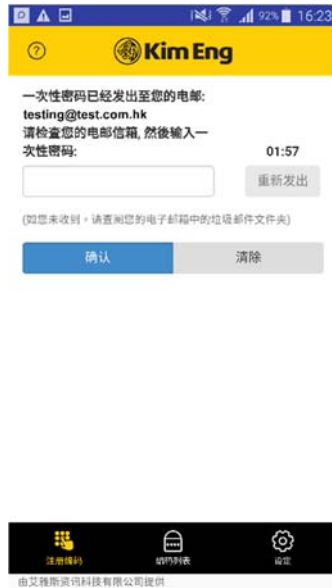 92% 16:23
Kim Eng
一次性密码已经发出至您的电邮:
testing@test.com.hk
请检查您的电邮信箱, 然後输入一
次性密码:
01:57
重新发出
(如您未收到，请查阅您的电子邮箱中的垃圾邮件文件夹)
确认
清除
注册编码
编码列表
设定
由艾雅斯资讯科技有限公司提供